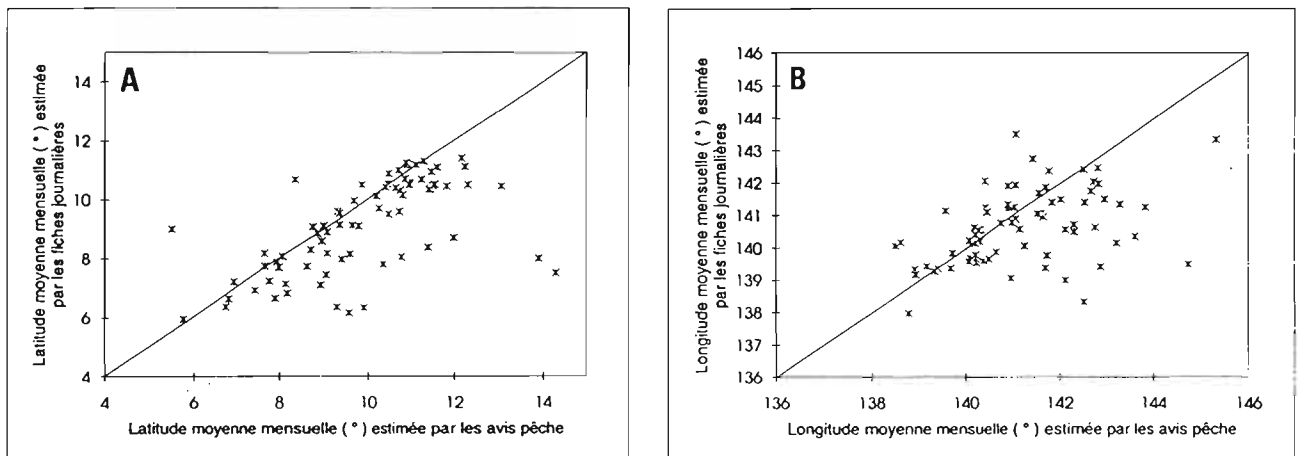 A
Latitude moyenne mensuelle ( ° ) estimée
par les fiches journalières
14
12
10
8
6
4
4 6 8 10 12 14
Latitude moyenne mensuelle ( ° ) estimée par les avis pêche
B
Longitude moyenne mensuelle ( ° ) estimée
par les fiches journalières
146
145
144
143
142
141
140
139
138
137
136
136 138 140 142 144 146
Longitude moyenne mensuelle ( ° ) estimée par les avis pêche